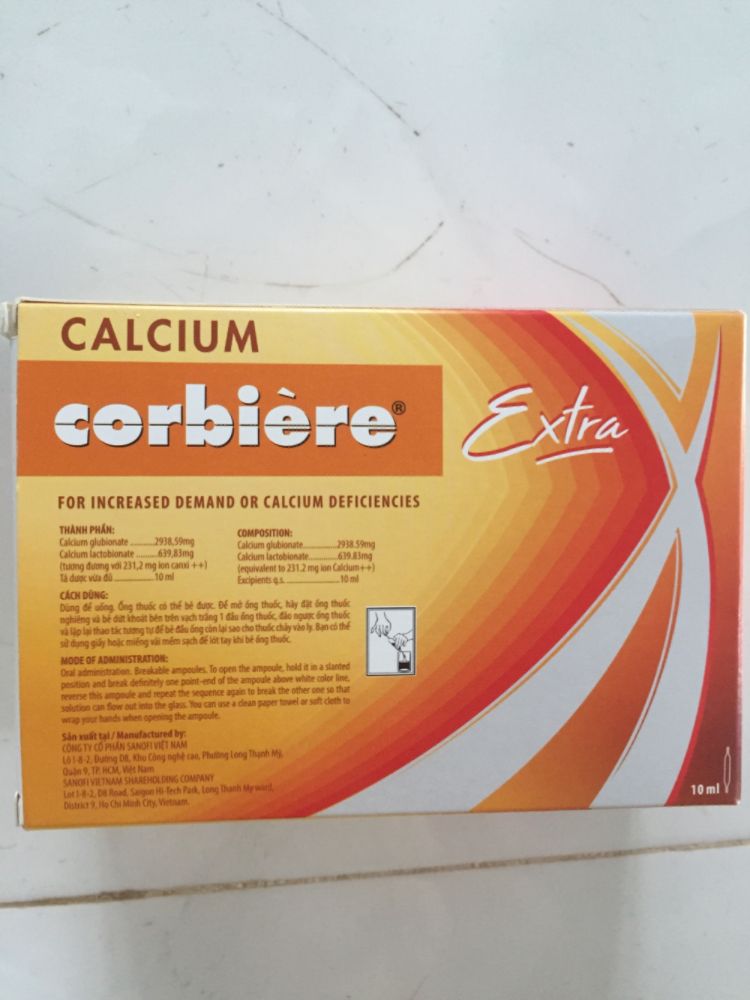 CALCIUM
corbière®
Extra
FOR INCREASED DEMAND OR CALCIUM DEFICIENCIES
THÀNH PHẦN:
Calcium glubionate ..........2938,59mg
Calcium lactobionate ........639,83mg
(tương đương với 231,2 mg ion canxi ++)
Tá dược vừa đủ ..............10 ml
COMPOSITION:
Calcium glubionate.............2938.59mg
Calcium lactobionate...........639.83mg
(equivalent to 231.2 mg ion Calcium++)
Excipients q.s. ......................10 ml
CÁCH DÙNG:
Dùng để uống. Ống thuốc có thể bẻ được. Để mở ống thuốc, hãy đặt ống thuốc
nghiêng và bẻ dứt khoát bên trên vạch trắng 1 đầu ống thuốc, đảo ngược ống thuốc
và lặp lại thao tác tương tự để bẻ đầu ống còn lại sao cho thuốc chảy vào ly. Bạn có thể
sử dụng giấy hoặc miếng vải mềm sạch để lót tay khi bẻ ống thuốc.
MODE OF ADMINISTRATION:
Oral administration. Breakable ampoules. To open the ampoule, hold it in a slanted
position and break definitely one point-end of the ampoule above white color line,
reverse this ampoule and repeat the sequence again to break the other one so that
solution can flow out into the glass. You can use a clean paper towel or soft cloth to
wrap your hands when opening the ampoule.
Sản xuất tại / Manufactured by:
CÔNG TY CỔ PHẦN SANOFI VIỆT NAM
Lô I-8-2, Đường D8, Khu Công nghệ cao, Phường Long Thạnh Mỹ,
Quận 9, TP. HCM, Việt Nam
SANOFI VIETNAM SHAREHOLDING COMPANY
Lot I-8-2, D8 Road, Saigon Hi-Tech Park, Long Thanh My ward,
District 9, Ho Chi Minh City, Vietnam.
10 ml